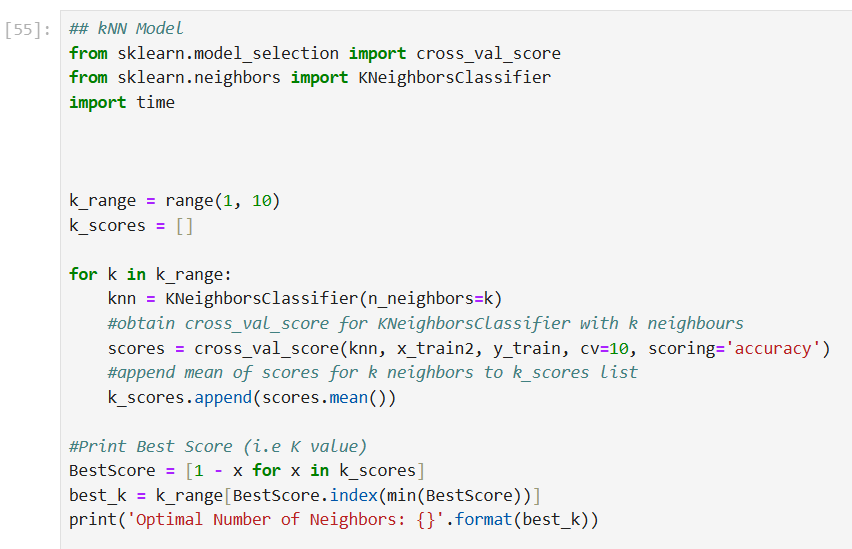 [55]:
## kNN Model
from sklearn.model_selection import cross_val_score
from sklearn.neighbors import KNeighborsClassifier
import time
k_range = range(1, 10)
k_scores = []
for k in k_range:
    knn = KNeighborsClassifier(n_neighbors=k)
    #obtain cross_val_score for KNeighborsClassifier with k neighbours
    scores = cross_val_score(knn, x_train2, y_train, cv=10, scoring='accuracy')
    #append mean of scores for k neighbors to k_scores list
    k_scores.append(scores.mean())
#Print Best Score (i.e K value)
BestScore = [1 - x for x in k_scores]
best_k = k_range[BestScore.index(min(BestScore))]
print('Optimal Number of Neighbors: {}'.format(best_k))